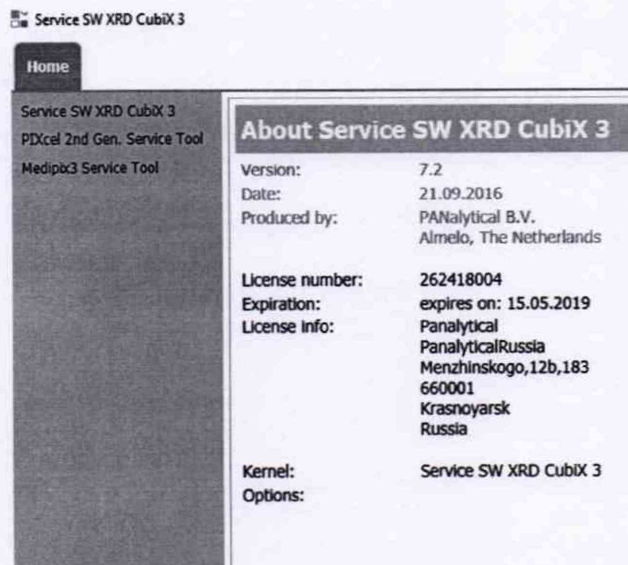 Service SW XRD CubiX 3
Home
Service SW XRD CubiX 3
PIXcel 2nd Gen. Service Tool
Medipix3 Service Tool
About Service SW XRD CubiX 3
Version: 7.2
Date: 21.09.2016
Produced by: PANalytical B.V.
Almelo, The Netherlands
License number: 262418004
Expiration: expires on: 15.05.2019
License info: Panalytical
PanalyticalRussia
Menzhinskogo,12b,183
660001
Krasnoyarsk
Russia
Kernel: Service SW XRD CubiX 3
Options: